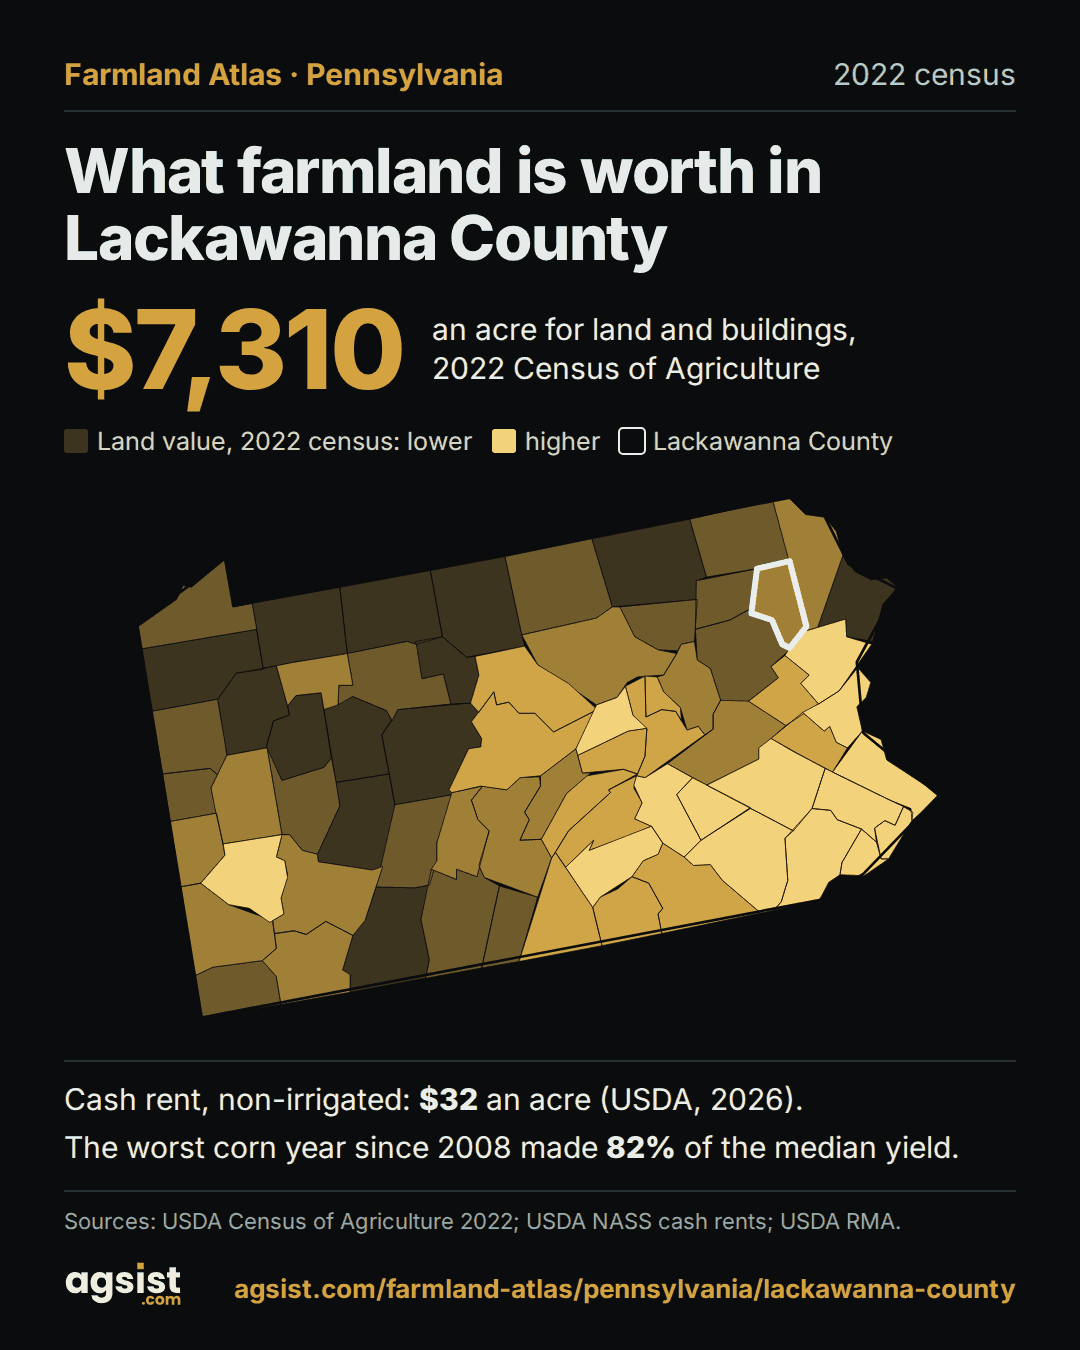 Farmland Atlas · Pennsylvania
2022 census
What farmland is worth in
Lackawanna County
$7,310
an acre for land and buildings,
2022 Census of Agriculture
Land value, 2022 census: lower
higher
Lackawanna County
Cash rent, non-irrigated: $32 an acre (USDA, 2026).
The worst corn year since 2008 made 82% of the median yield.
Sources: USDA Census of Agriculture 2022; USDA NASS cash rents; USDA RMA.
agsist
.com
agsist.com/farmland-atlas/pennsylvania/lackawanna-county